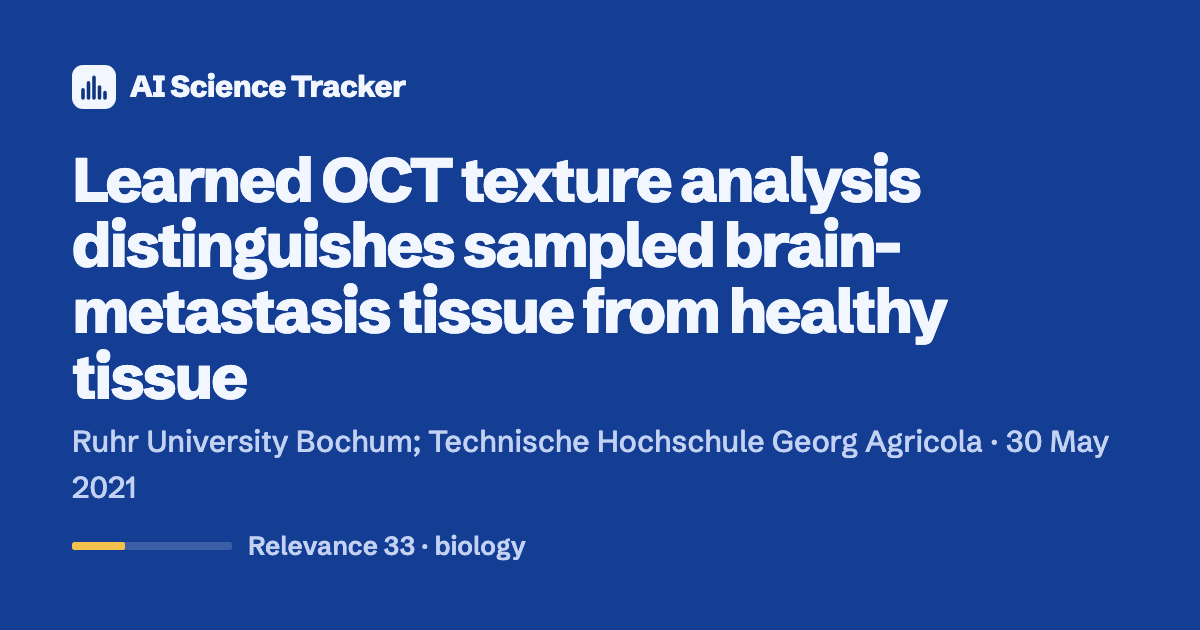 AI Science Tracker
Learned OCT texture analysis
distinguishes sampled brain-
metastasis tissue from healthy
tissue
Ruhr University Bochum; Technische Hochschule Georg Agricola · 30 May
2021
Relevance 33 · biology